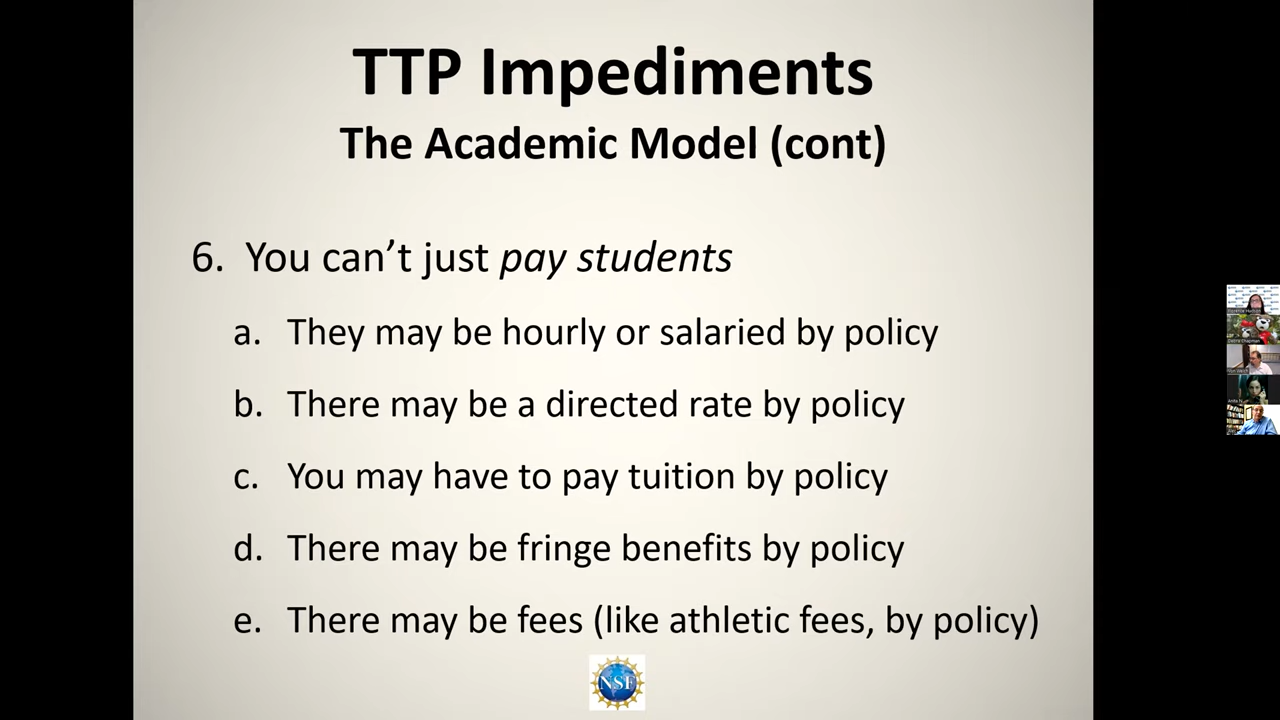 TTP Impediments
The Academic Model (cont)
6. You can’t just pay students
a. They may be hourly or salaried by policy
b. There may be a directed rate by policy
c. You may have to pay tuition by policy
d. There may be fringe benefits by policy
e. There may be fees (like athletic fees, by policy)
NSF